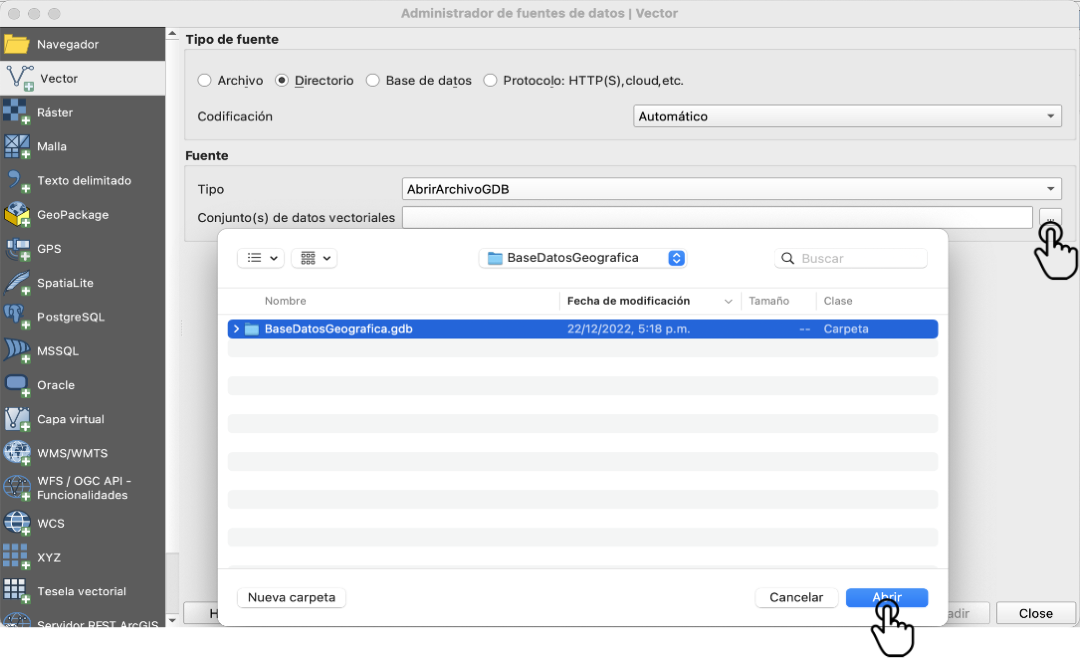 Administrador de fuentes de datos | Vector
Navegador
Vector
Ráster
Malla
Texto delimitado
GeoPackage
GPS
SpatiaLite
PostgreSQL
MSSQL
Oracle
Capa virtual
WMS/WMTS
WFS / OGC API -
Funcionalidades
WCS
XYZ
Tesela vectorial
Servidor REST ArcGIS
Tipo de fuente
Archivo Directorio Base de datos Protocolo: HTTP(S),cloud,etc.
Codificación Automático
Fuente
Tipo AbrirArchivoGDB
Conjunto(s) de datos vectoriales ...
BaseDatosGeografica Buscar
Nombre Fecha de modificación Tamaño Clase
BaseDatosGeografica.gdb 22/12/2022, 5:18 p.m. -- Carpeta
Nueva carpeta Cancelar Abrir
H adir Close